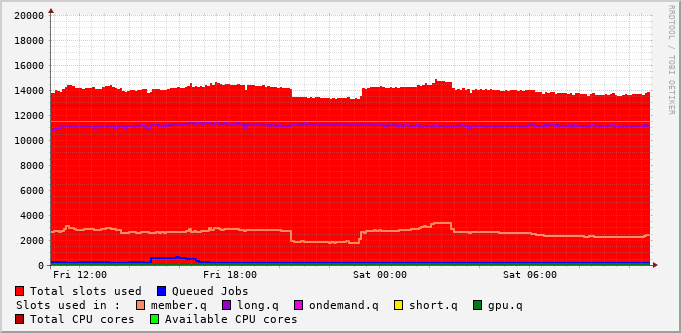 20000
18000
16000
14000
12000
10000
8000
6000
4000
2000
0
Fri 12:00 Fri 18:00 Sat 00:00 Sat 06:00
RRDTOOL / TOBI OETIKER
Total slots used Queued Jobs
Slots used in : member.q long.q ondemand.q short.q gpu.q
Total CPU cores Available CPU cores